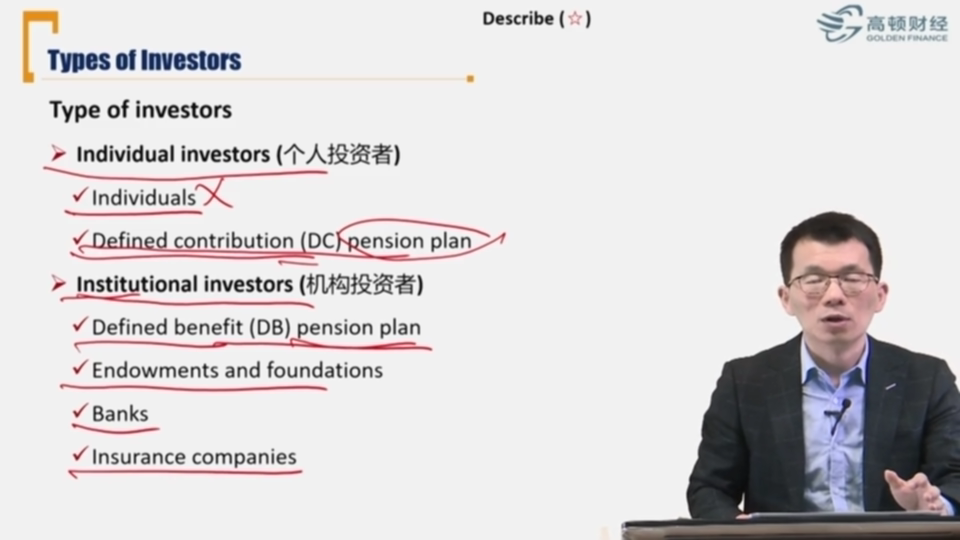 Describe (☆)
高顿财经
GOLDEN FINANCE
Types of Investors
Type of investors
➢ Individual investors (个人投资者)
✓Individuals
✓Defined contribution (DC) pension plan
➢ Institutional investors (机构投资者)
✓Defined benefit (DB) pension plan
✓Endowments and foundations
✓Banks
✓Insurance companies